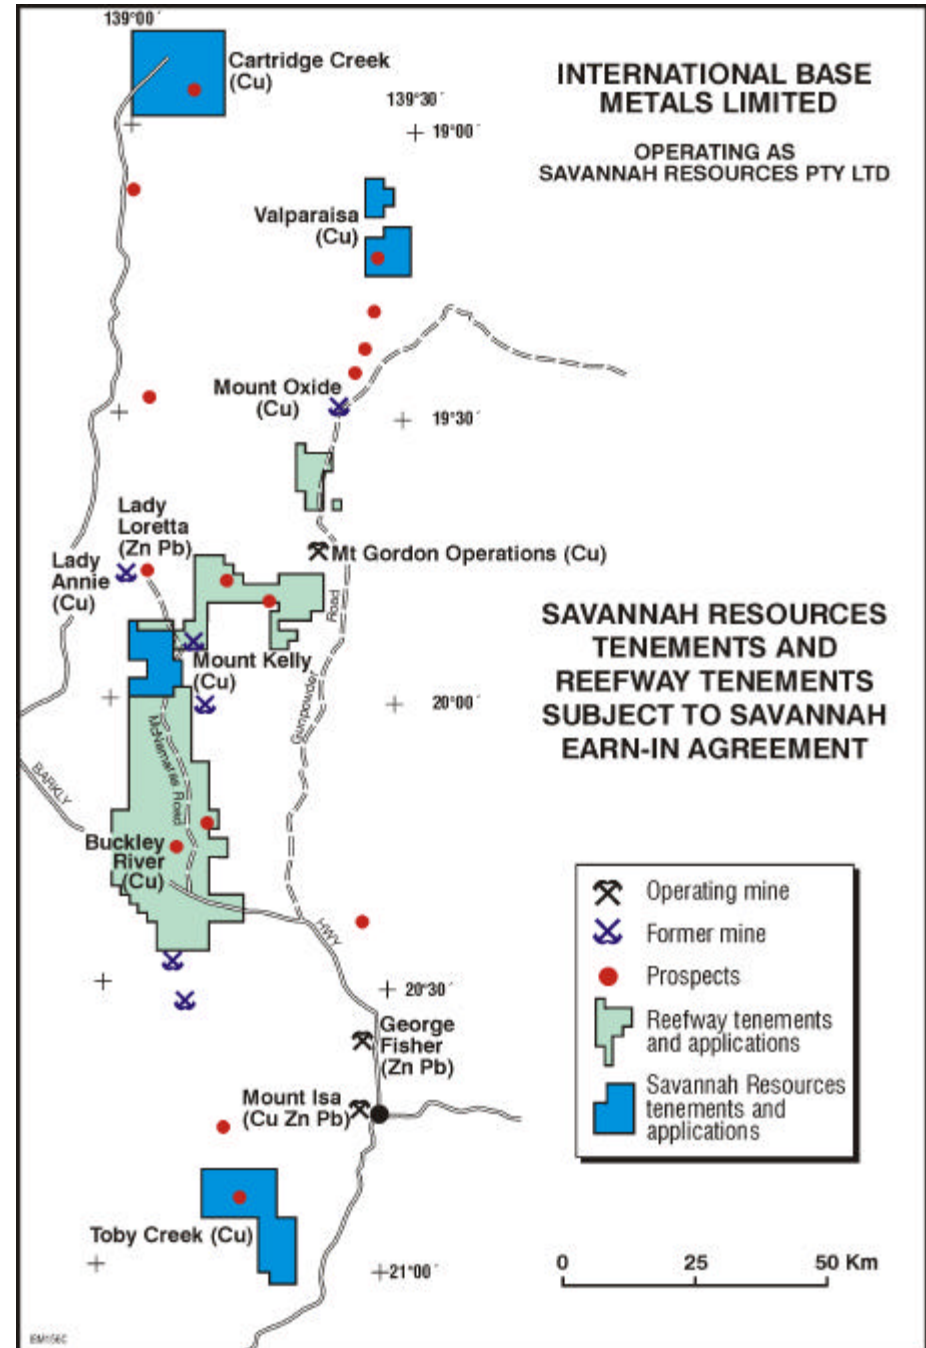 139°00´
Cartridge Creek
(Cu)
INTERNATIONAL BASE
METALS LIMITED
139°30´
19°00´
OPERATING AS
SAVANNAH RESOURCES PTY LTD
Valparaisa
(Cu)
Mount Oxide
(Cu)
19°30´
Lady
Loretta
(Zn Pb)
Mt Gordon Operations (Cu)
Lady
Annie
(Cu)
SAVANNAH RESOURCES
TENEMENTS AND
REEFWAY TENEMENTS
SUBJECT TO SAVANNAH
EARN-IN AGREEMENT
Gunpowder
Road
Mount Kelly
(Cu)
20°00´
McNamaras Road
BARKLY
Buckley
River
(Cu)
HWY
20°30´
George
Fisher
(Zn Pb)
Mount Isa
(Cu Zn Pb)
Toby Creek (Cu)
21°00´
Operating mine
Former mine
Prospects
Reefway tenements
and applications
Savannah Resources
tenements and
applications
0 25 50 Km